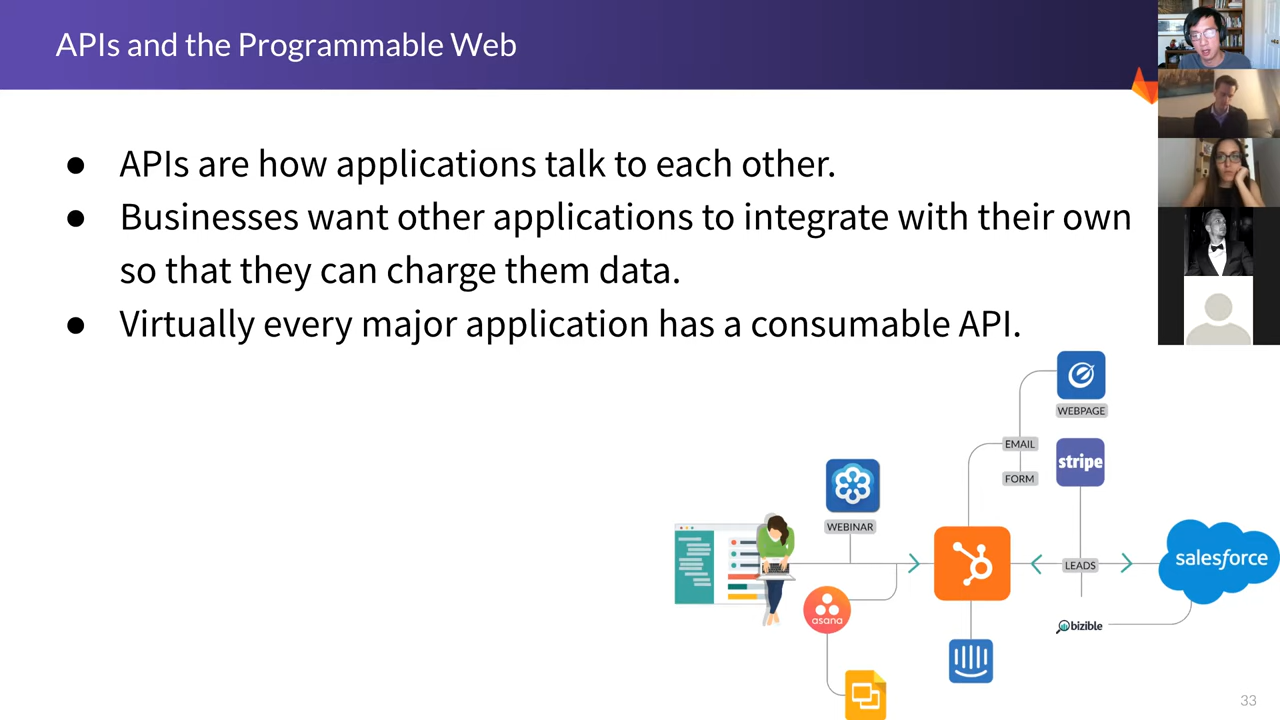 APIs and the Programmable Web
● APIs are how applications talk to each other.
● Businesses want other applications to integrate with their own
so that they can charge them data.
● Virtually every major application has a consumable API.
WEBPAGE
EMAIL
stripe
FORM
WEBINAR
salesforce
LEADS
asana
bizible
33